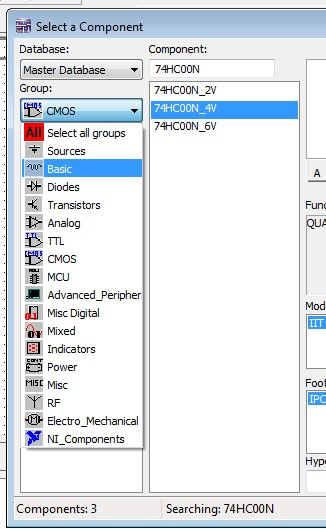 Select a Component
Database:
Master Database
Group:
CMOS
All Select all groups
Sources
Basic
Diodes
Transistors
Analog
TTL
CMOS
MCU
Advanced_Peripher
Misc Digital
Mixed
Indicators
Power
MISC Misc
RF
Electro_Mechanical
NI_Components
Component:
74HC00N
74HC00N_2V
74HC00N_4V
74HC00N_6V
A
Func
QUA
Mode
IIT
Foot
IPC
Hype
Components: 3
Searching: 74HC00N